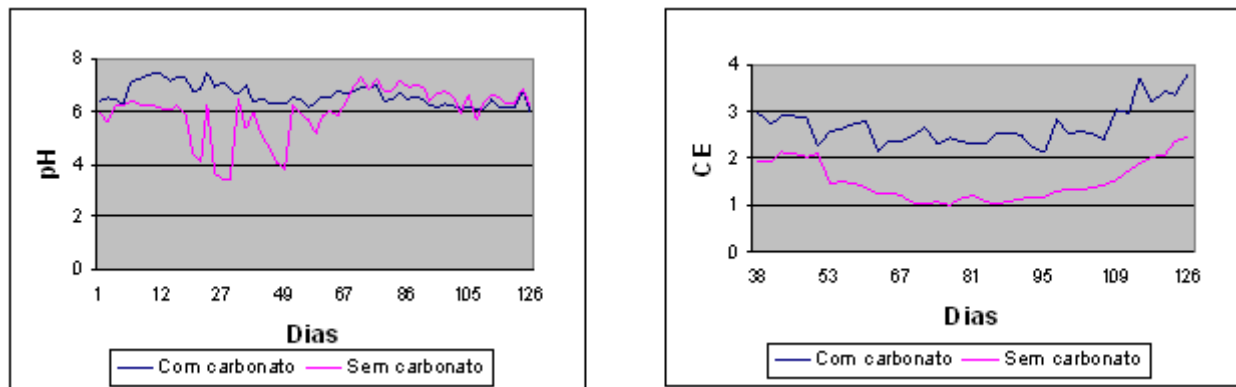 pH
8
6
4
2
0
1 12 27 49 67 86 105 126
Dias
Com carbonato Sem carbonato
CE
4
3
2
1
0
38 53 67 81 95 109 126
Dias
Com carbonato Sem carbonato